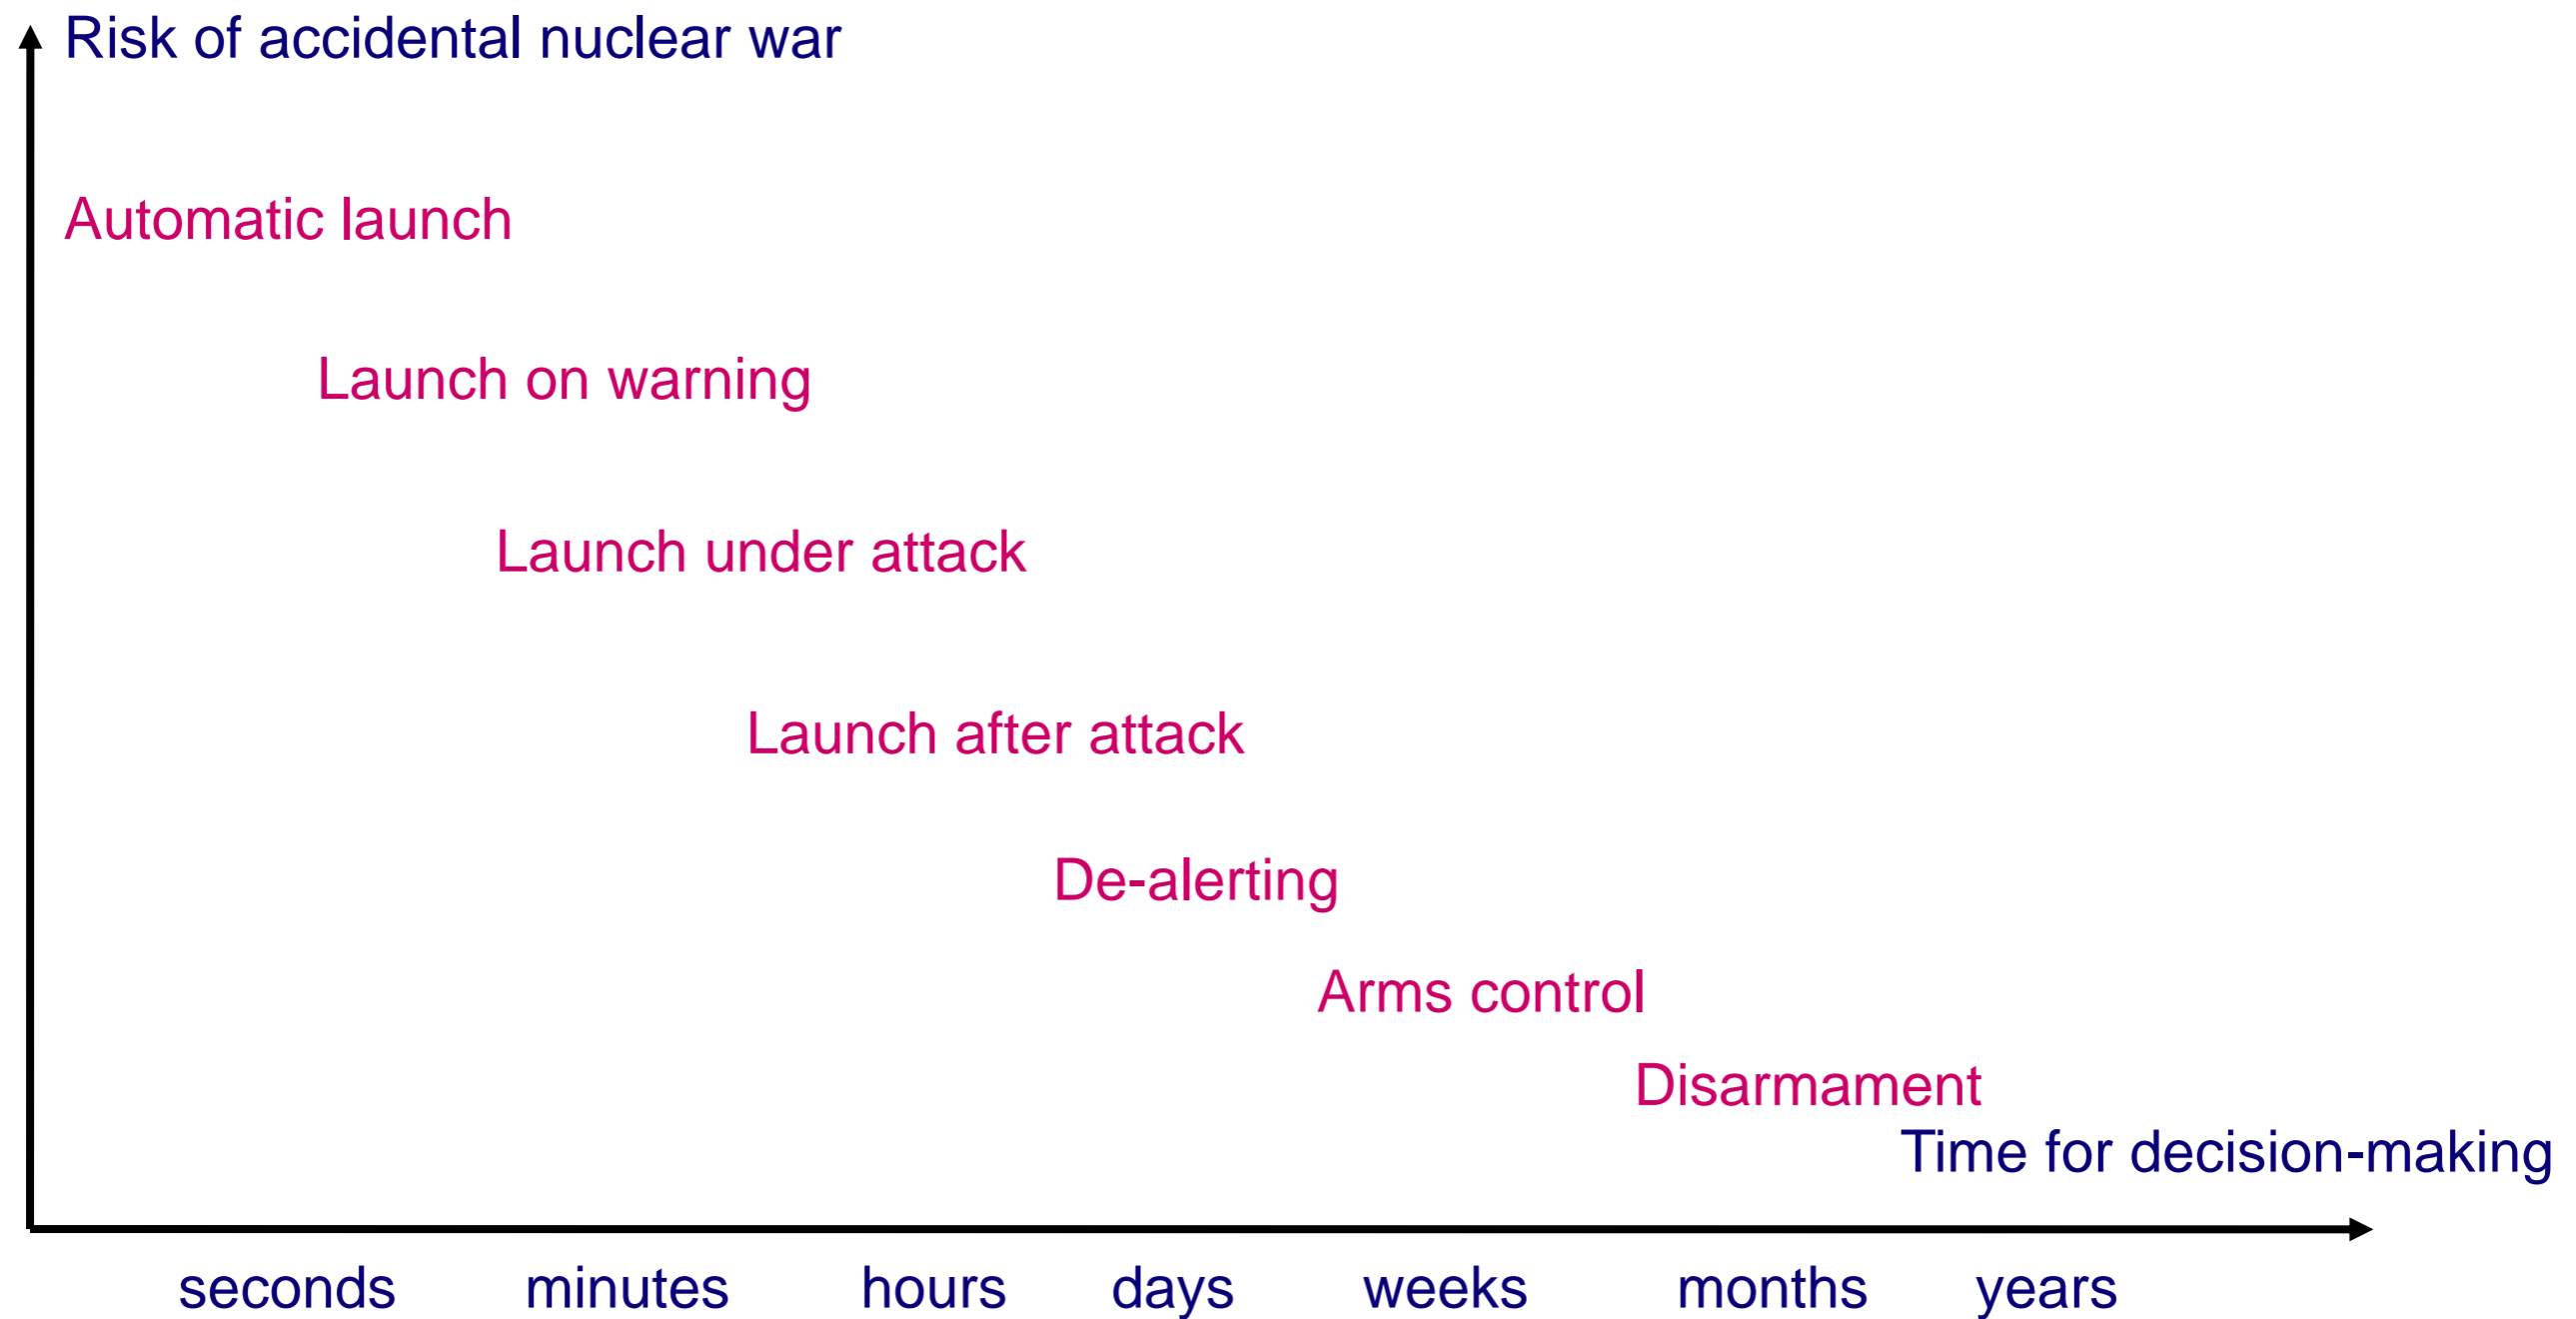 Risk of accidental nuclear war
Automatic launch
Launch on warning
Launch under attack
Launch after attack
De-alerting
Arms control
Disarmament
Time for decision-making
seconds minutes hours days weeks months years